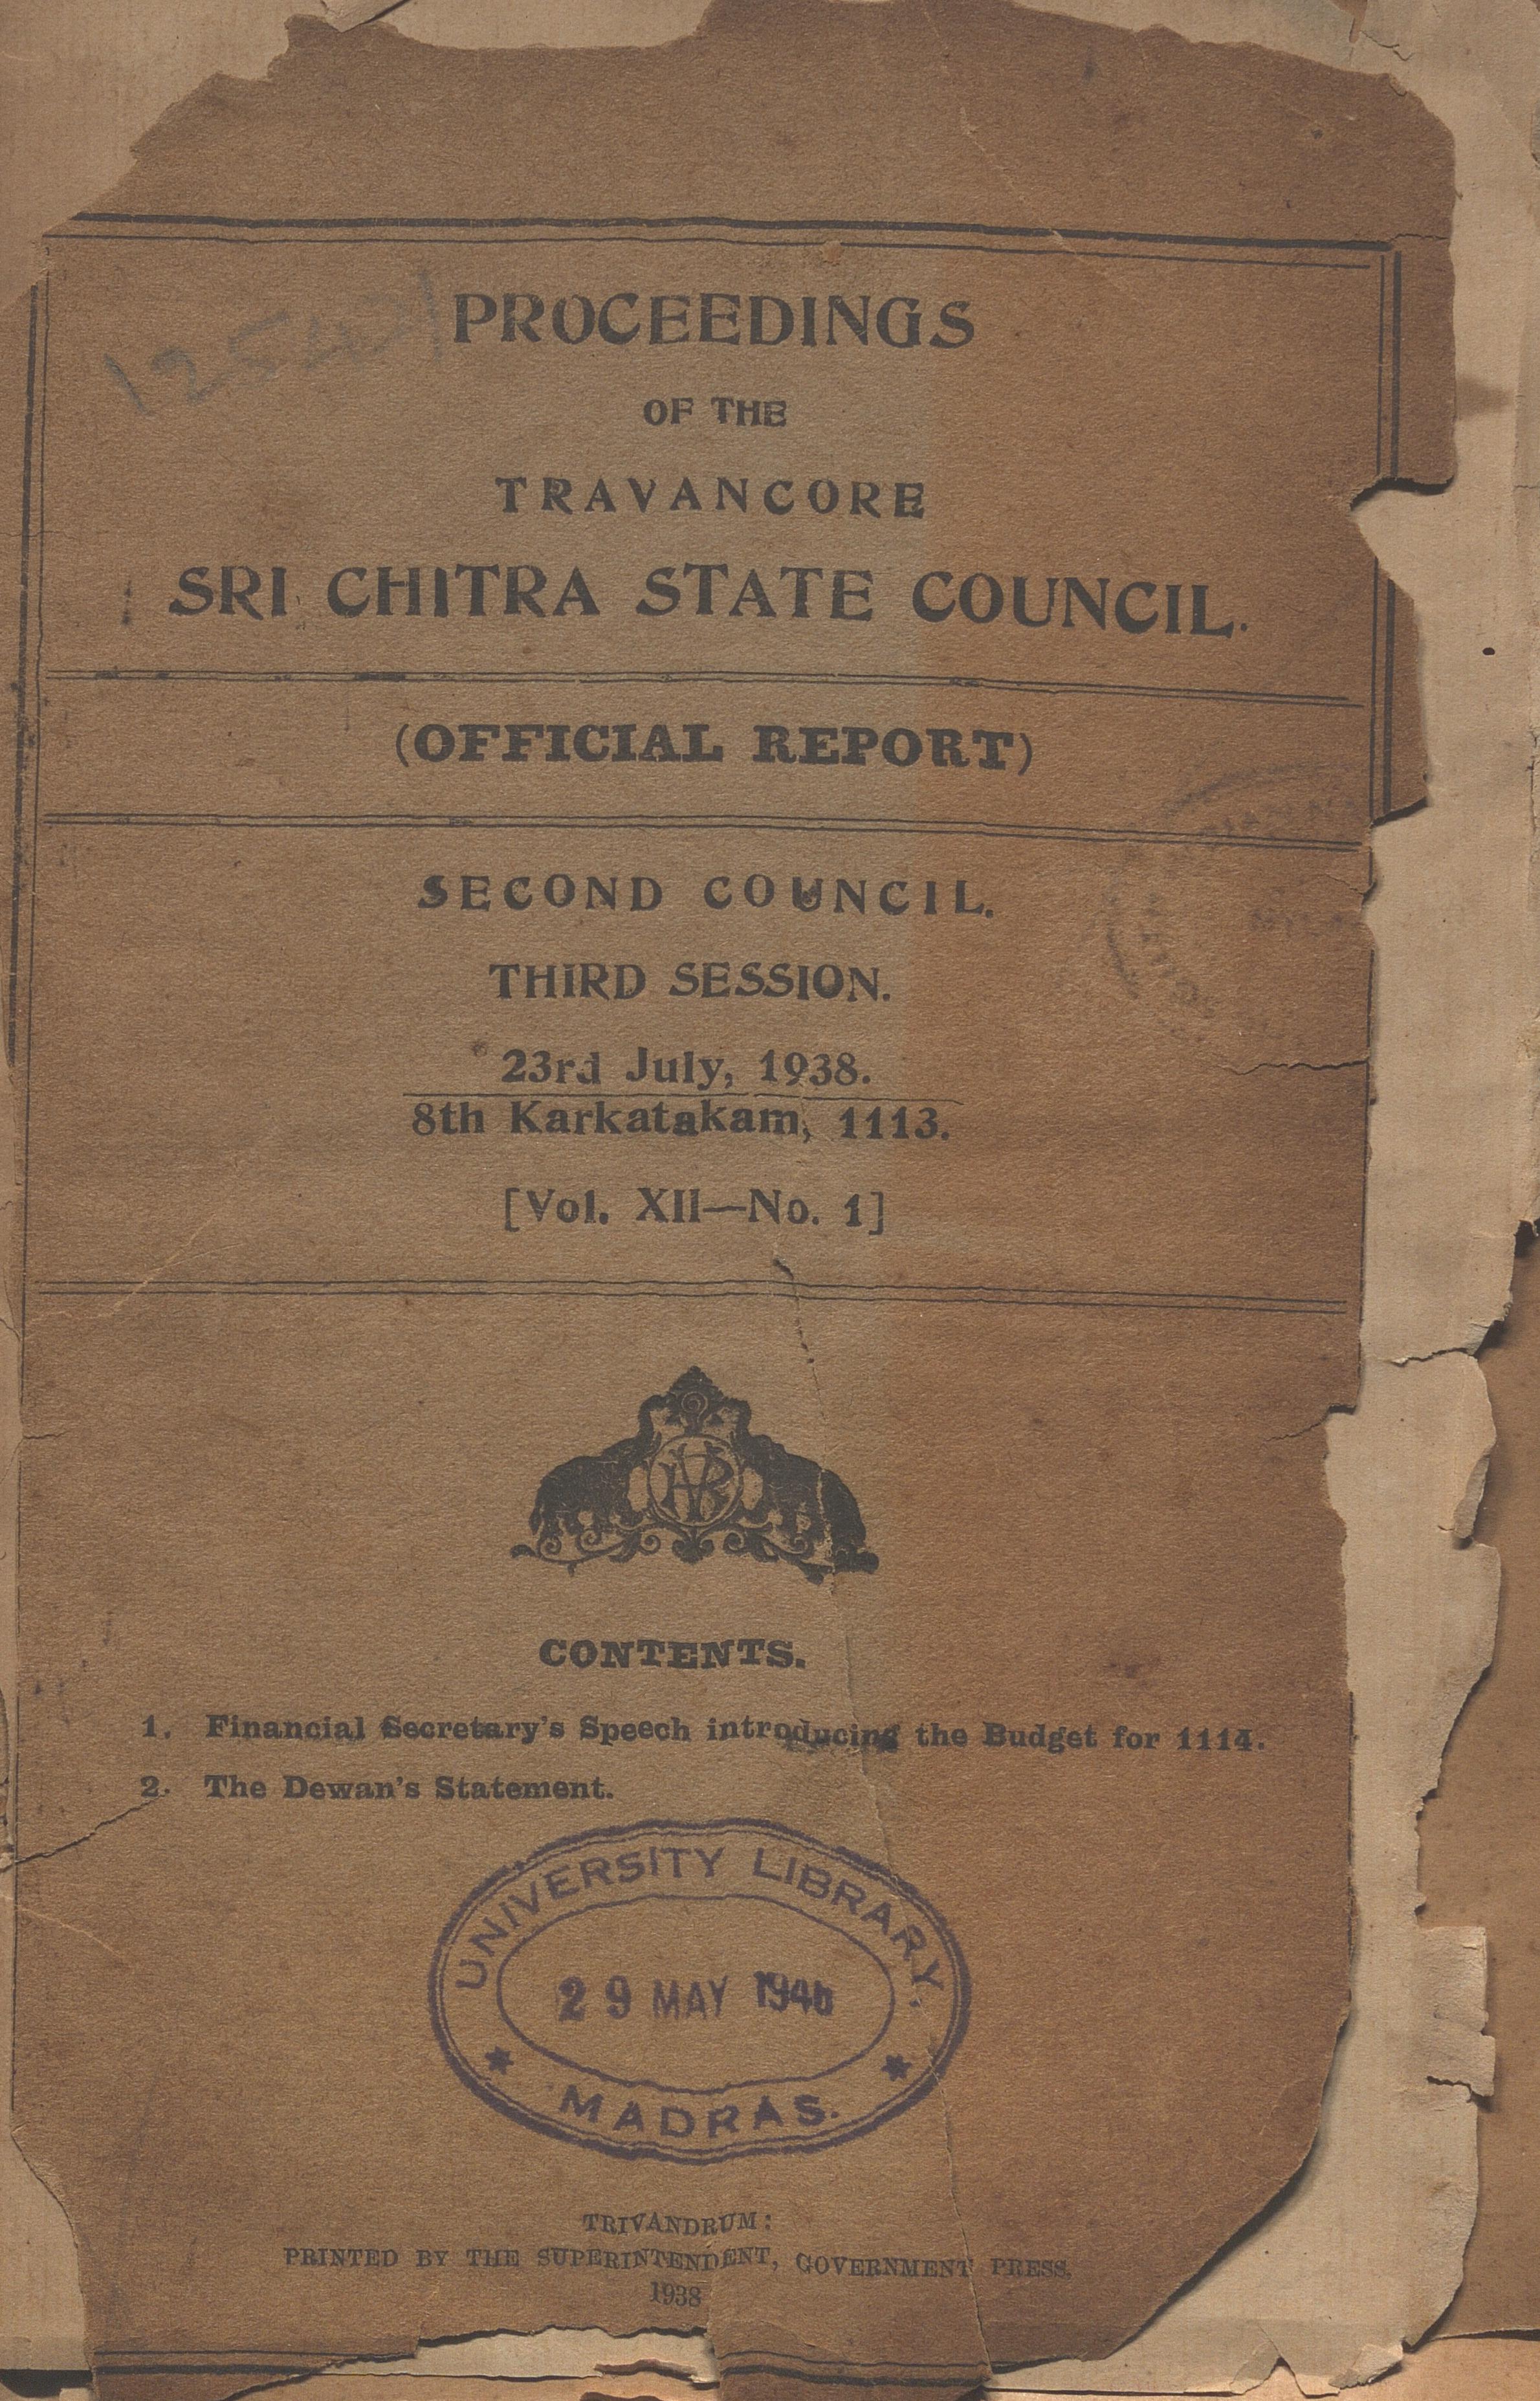 PROCEEDINGS
OF THE
TRAVANCORE
SRI CHITRA STATE COUNCIL.
(OFFICIAL REPORT)
SECOND COUNCIL.
THIRD SESSION.
23rd July, 1938.
8th Karkatakam, 1113.
[Vol. XII—No. 1]
CONTENTS.
1. Financial Secretary's Speech introducing the Budget for 1114.
2. The Dewan's Statement.
UNIVERSITY LIBRARY,
29 MAY
MADRAS.
TRIVANDRUM:
PRINTED BY THE SUPERINTENDENT, GOVERNMENT PRESS.
1938